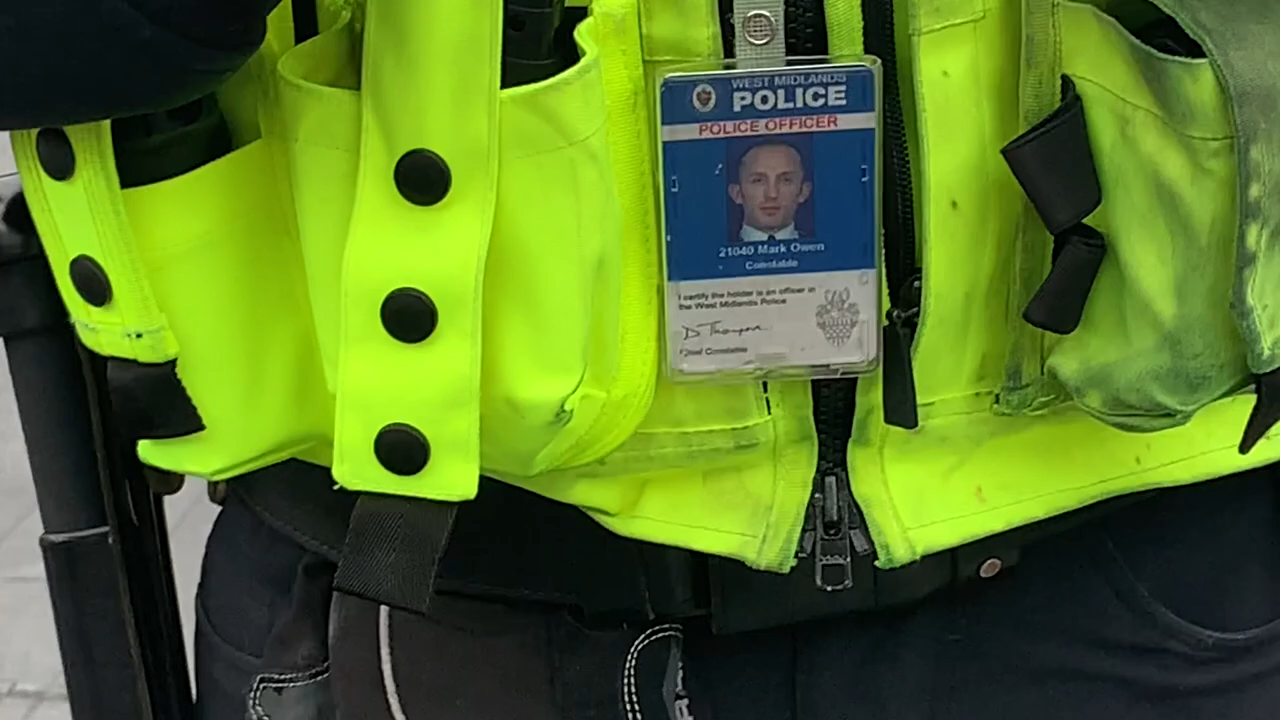 WEST MIDLANDS
POLICE
POLICE OFFICER
21040 Mark Owen
Constable
I certify the holder is an officer in
the West Midlands Police
D Thompson
Chief Constable